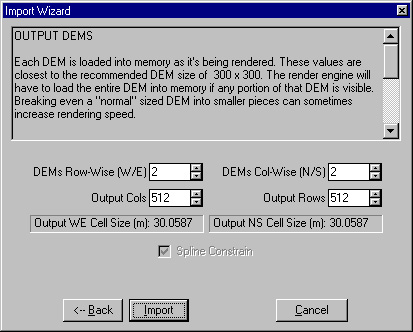 Import Wizard
OUTPUT DEMS
Each DEM is loaded into memory as it's being rendered. These values are
closest to the recommended DEM size of 300 x 300. The render engine will
have to load the entire DEM into memory if any portion of that DEM is visible.
Breaking even a "normal" sized DEM into smaller pieces can sometimes
increase rendering speed.
DEMs Row-Wise (W/E) 2 DEMs Col-Wise (N/S) 2
Output Cols 512 Output Rows 512
Output WE Cell Size (m): 30.0587 Output NS Cell Size (m): 30.0587
Spline Constrain
<-- Back Import Cancel